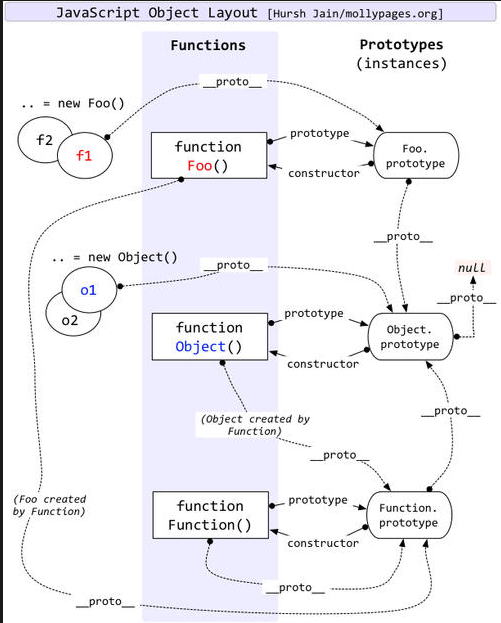 JavaScript Object Layout [Hursh Jain/mollypages.org]
Functions
Prototypes
(instances)
__proto__
.. = new Foo()
f2
f1
function
Foo()
prototype
constructor
Foo.
prototype
__proto__
.. = new Object()
__proto__
null
__proto__
o1
o2
function
Object()
prototype
constructor
Object.
prototype
(Object created by
Function)
__proto__
__proto__
(Foo created
by Function)
function
Function()
prototype
constructor
Function.
prototype
__proto__
__proto__